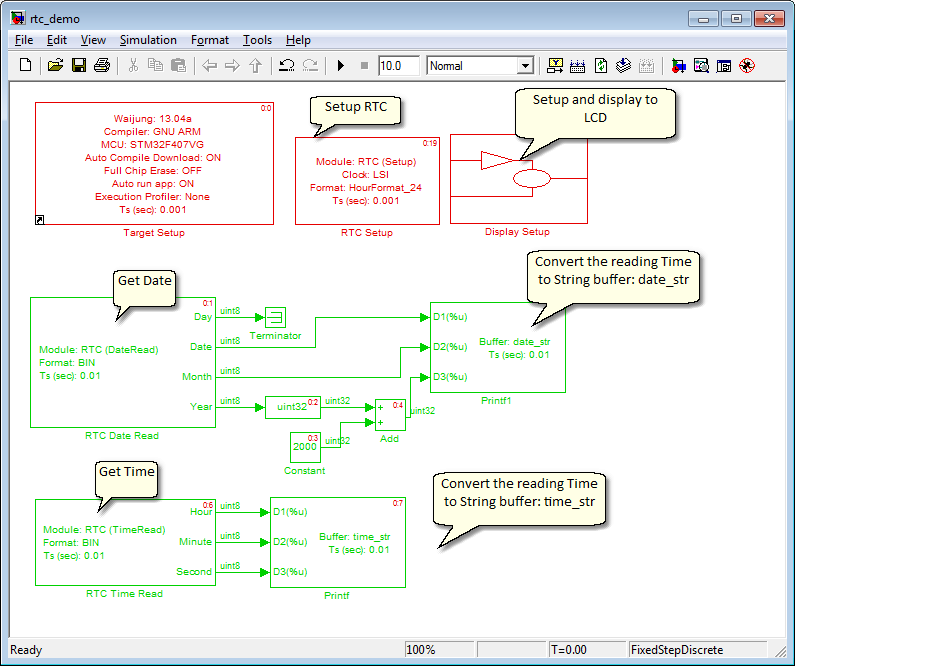 rtc_demo
File Edit View Simulation Format Tools Help
10.0 Normal
0:0
Waijung: 13.04a
Compiler: GNU ARM
MCU: STM32F407VG
Auto Compile Download: ON
Full Chip Erase: OFF
Auto run app: ON
Execution Profiler: None
Ts (sec): 0.001
Target Setup
Setup RTC
0:19
Module: RTC (Setup)
Clock: LSI
Format: HourFormat_24
Ts (sec): 0.001
RTC Setup
Setup and display to
LCD
Display Setup
Get Date
0:1
Module: RTC (DateRead)
Format: BIN
Ts (sec): 0.01
Day
Date
Month
Year
RTC Date Read
uint8
uint8
uint8
uint8
Terminator
uint32 0:2
uint32
0:3
2000
Constant
uint32
0:4
+
+
Add
uint32
Convert the reading Time
to String buffer: date_str
D1(%u)
D2(%u)
D3(%u)
Buffer: date_str
Ts (sec): 0.01
Printf1
Get Time
0:6
Module: RTC (TimeRead)
Format: BIN
Ts (sec): 0.01
Hour
Minute
Second
RTC Time Read
uint8
uint8
uint8
0:7
D1(%u)
D2(%u)
D3(%u)
Buffer: time_str
Ts (sec): 0.01
Printf
Convert the reading Time
to String buffer: time_str
Ready 100% T=0.00 FixedStepDiscrete